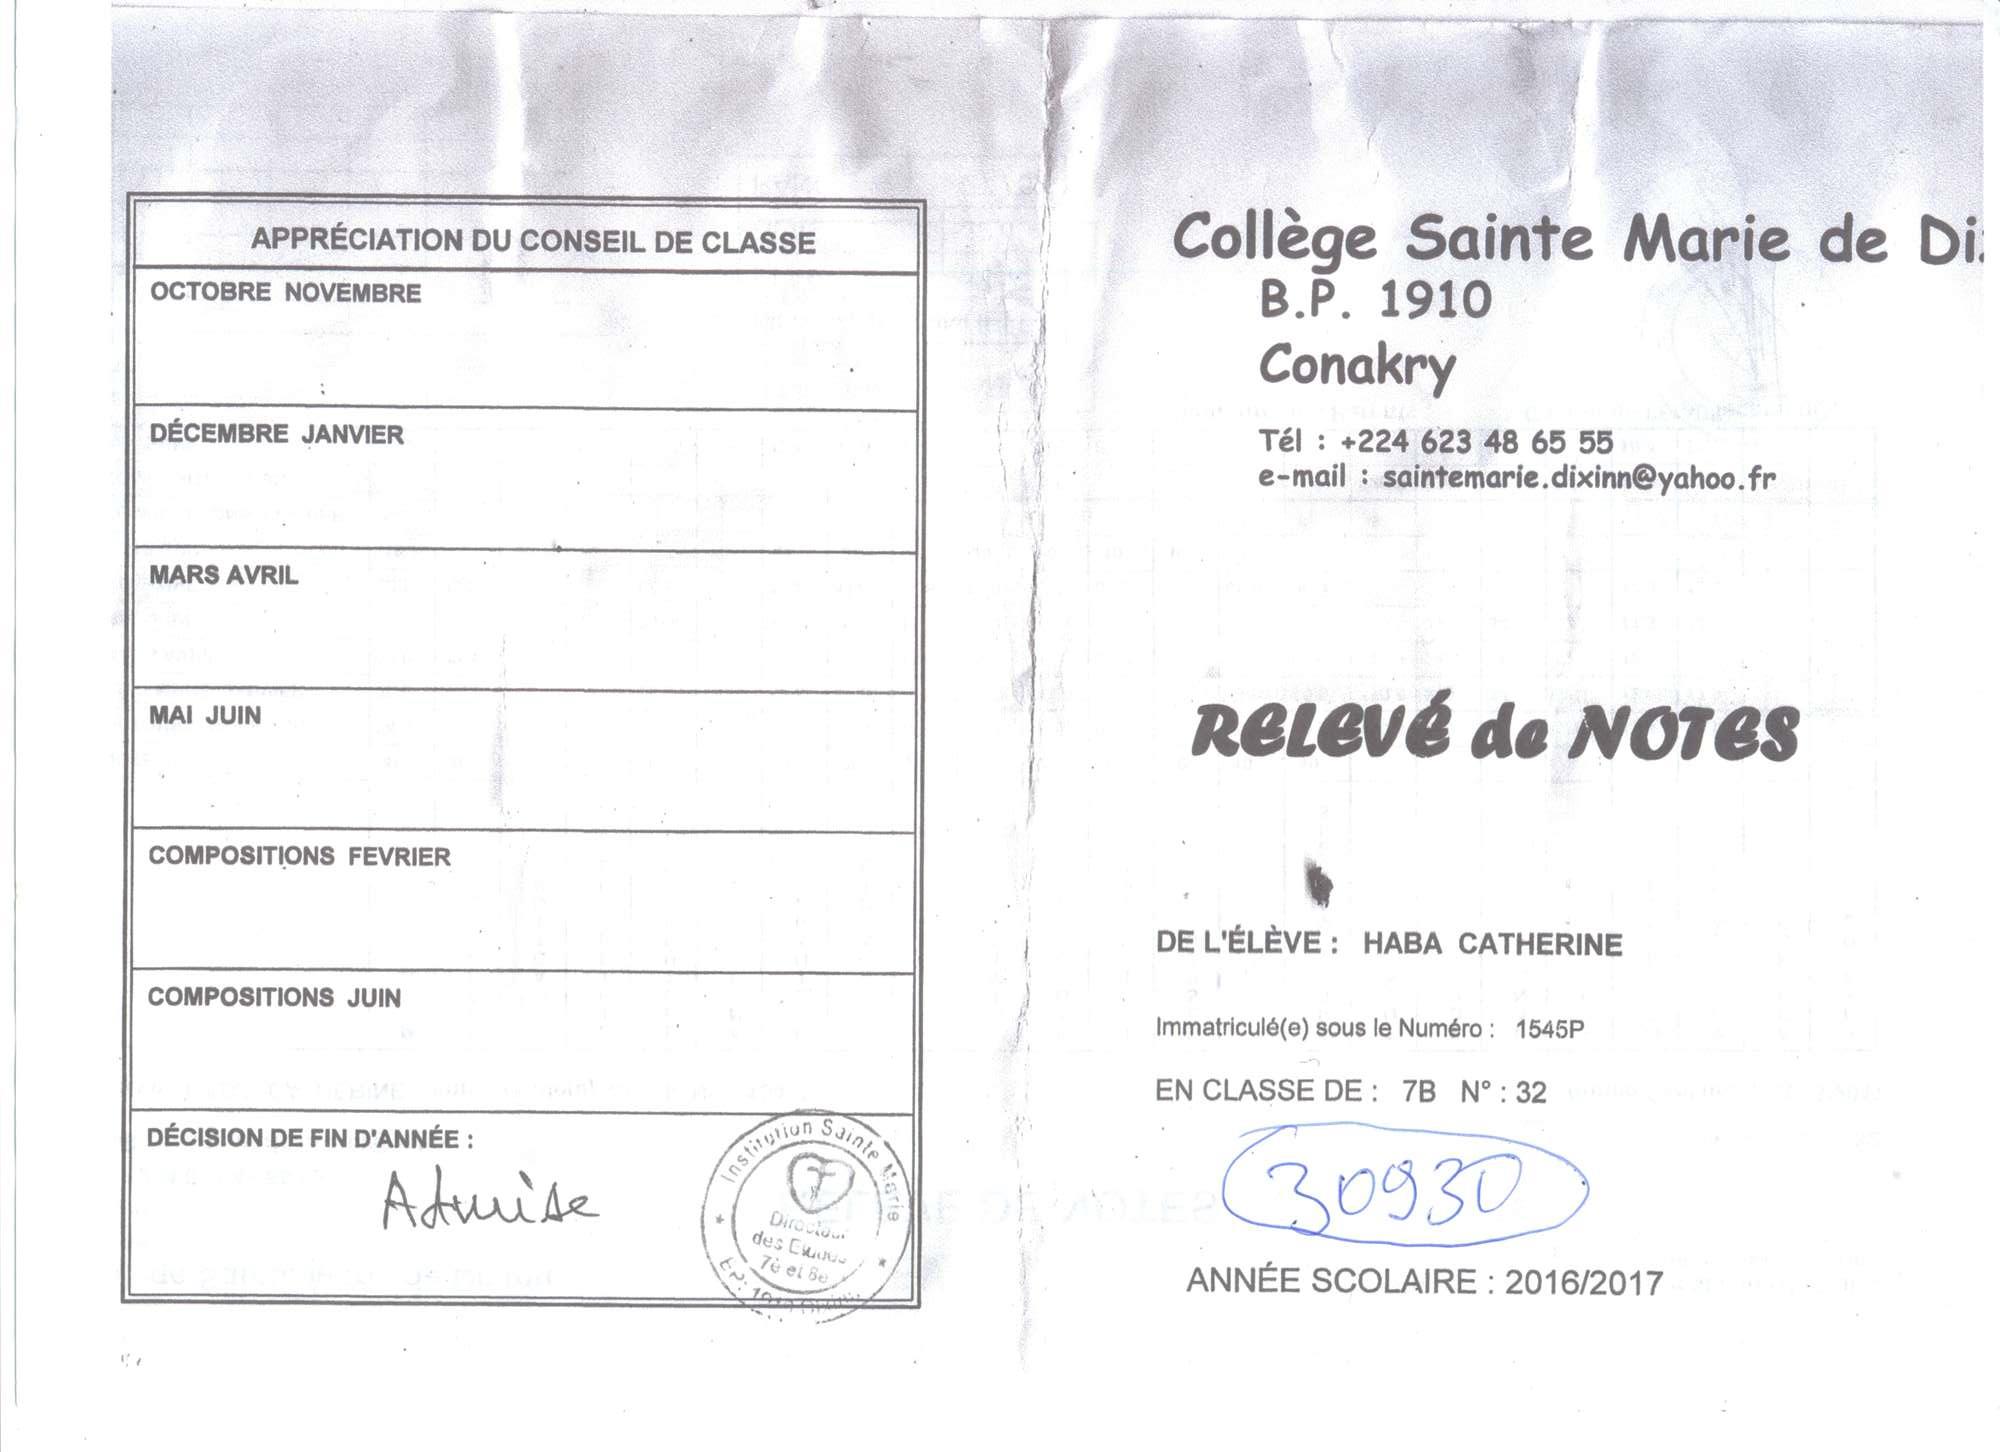 APPRÉCIATION DU CONSEIL DE CLASSE
OCTOBRE NOVEMBRE
DÉCEMBRE JANVIER
MARS AVRIL
MAI JUIN
COMPOSITIONS FEVRIER
COMPOSITIONS JUIN
DÉCISION DE FIN D'ANNÉE :
Admise
Institution Sainte Marie
Directeur
des Etudes
7è et 8è
Collège Sainte Marie de Di
B.P. 1910
Conakry
Tél : +224 623 48 65 55
e-mail : saintemarie.dixinn@yahoo.fr
RELEVÉ de NOTES
DE L'ÉLÈVE : HABA CATHERINE
Immatriculé(e) sous le Numéro : 1545P
EN CLASSE DE : 7B N° : 32
30930
ANNÉE SCOLAIRE : 2016/2017